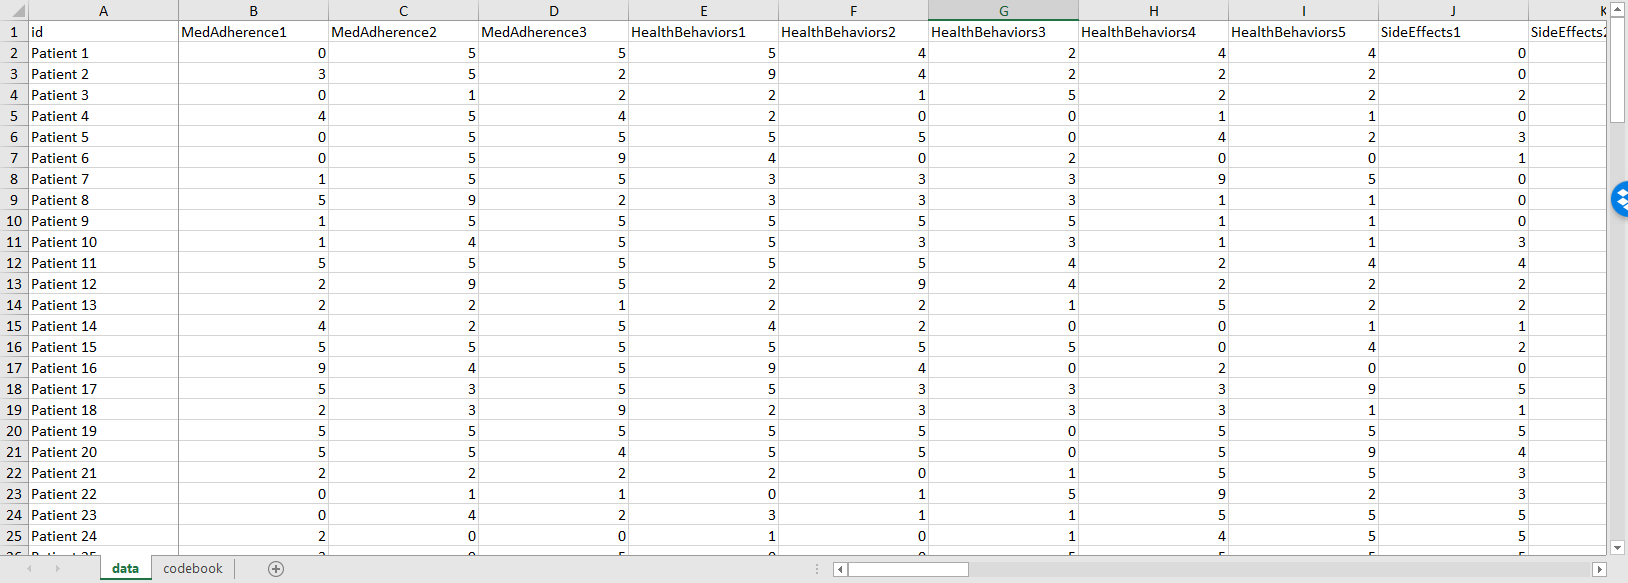 A B C D E F G H I J K
1 id MedAdherence1 MedAdherence2 MedAdherence3 HealthBehaviors1 HealthBehaviors2 HealthBehaviors3 HealthBehaviors4 HealthBehaviors5 SideEffects1 SideEffects2
2 Patient 1 0 5 5 5 4 2 4 4 0
3 Patient 2 3 5 2 9 4 2 2 2 0
4 Patient 3 0 1 2 2 1 5 2 2 2
5 Patient 4 4 5 4 2 0 0 1 1 0
6 Patient 5 0 5 5 5 5 0 4 2 3
7 Patient 6 0 5 9 4 0 2 0 0 1
8 Patient 7 1 5 5 3 3 3 9 5 0
9 Patient 8 5 9 2 3 3 3 1 1 0
10 Patient 9 1 5 5 5 5 5 1 1 0
11 Patient 10 1 4 5 5 3 3 1 1 3
12 Patient 11 5 5 5 5 5 4 2 4 4
13 Patient 12 2 9 5 2 9 4 2 2 2
14 Patient 13 2 2 1 2 2 1 5 2 2
15 Patient 14 4 2 5 4 2 0 0 1 1
16 Patient 15 5 5 5 5 5 5 0 4 2
17 Patient 16 9 4 5 9 4 0 2 0 0
18 Patient 17 5 3 5 5 3 3 3 9 5
19 Patient 18 2 3 9 2 3 3 3 1 1
20 Patient 19 5 5 5 5 5 0 5 5 5
21 Patient 20 5 5 4 5 5 0 5 9 4
22 Patient 21 2 2 2 2 0 1 5 5 3
23 Patient 22 0 1 1 0 1 5 9 2 3
24 Patient 23 0 4 2 3 1 1 5 5 5
25 Patient 24 2 0 0 1 0 1 4 5 5
data codebook